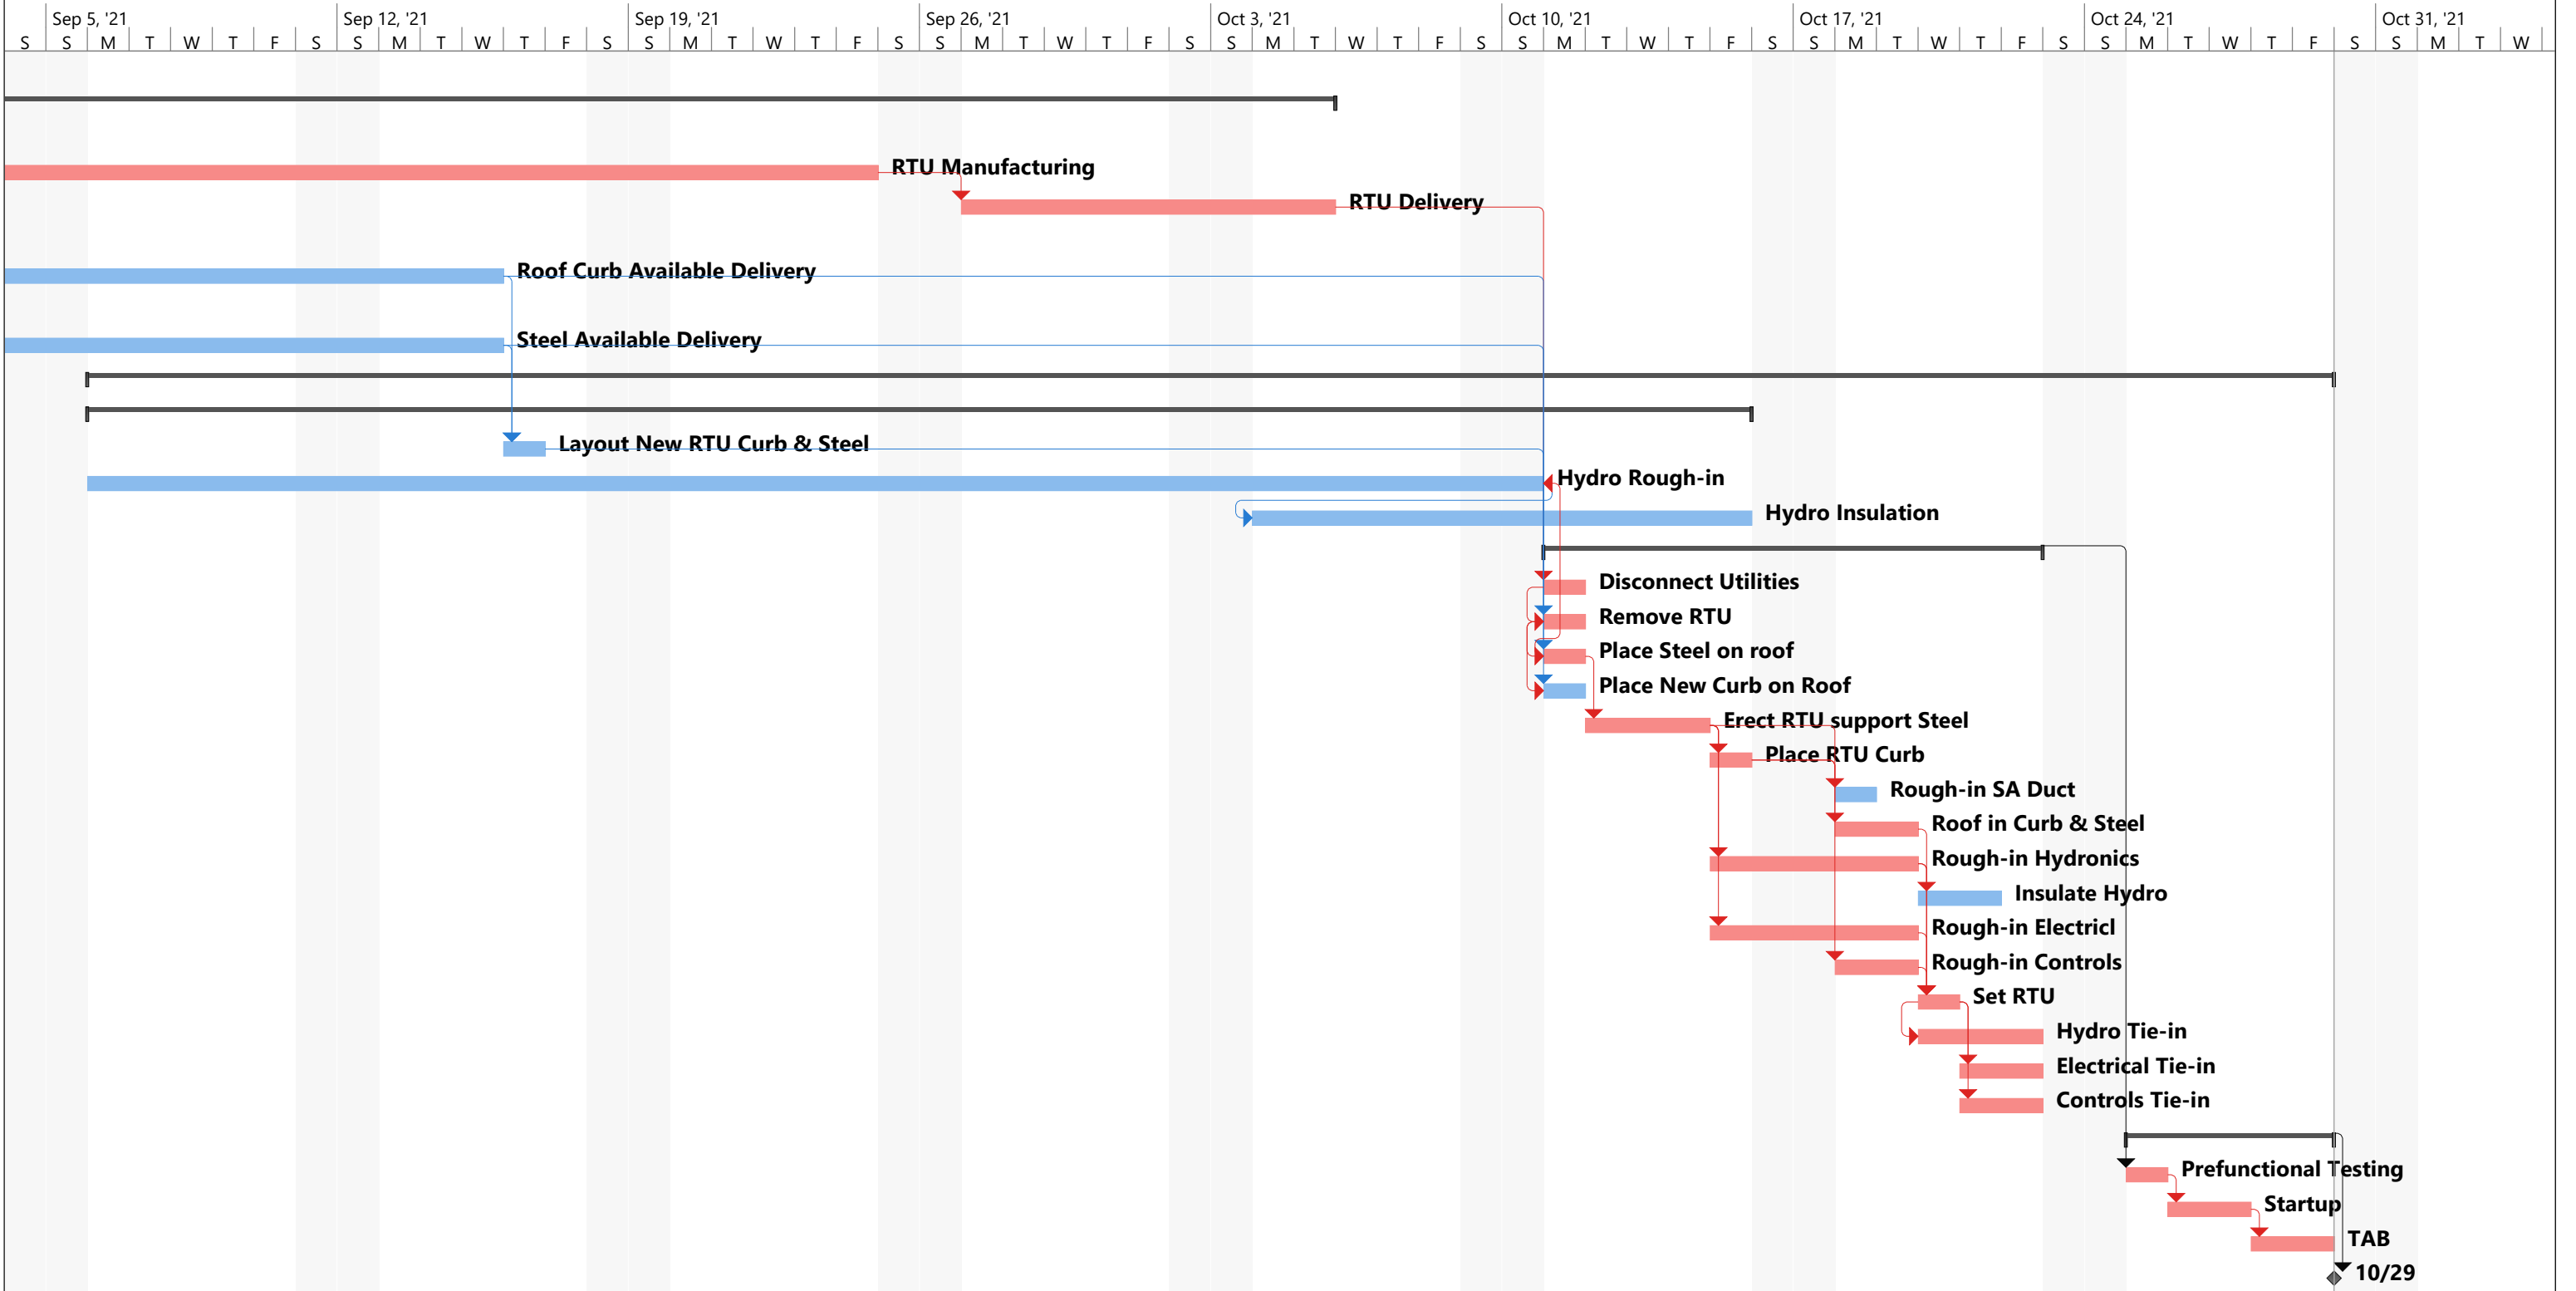 Sep 5, '21 Sep 12, '21 Sep 19, '21 Sep 26, '21 Oct 3, '21 Oct 10, '21 Oct 17, '21 Oct 24, '21 Oct 31, '21
S S M T W T F S S M T W T F S S M T W T F S S M T W T F S S M T W T F S S M T W T F S S M T W T F S S M T W T F S S M T W
RTU Manufacturing
RTU Delivery
Roof Curb Available Delivery
Steel Available Delivery
Layout New RTU Curb & Steel
Hydro Rough-in
Hydro Insulation
Disconnect Utilities
Remove RTU
Place Steel on roof
Place New Curb on Roof
Erect RTU support Steel
Place RTU Curb
Rough-in SA Duct
Roof in Curb & Steel
Rough-in Hydronics
Insulate Hydro
Rough-in Electricl
Rough-in Controls
Set RTU
Hydro Tie-in
Electrical Tie-in
Controls Tie-in
Prefunctional Testing
Startup
TAB
10/29